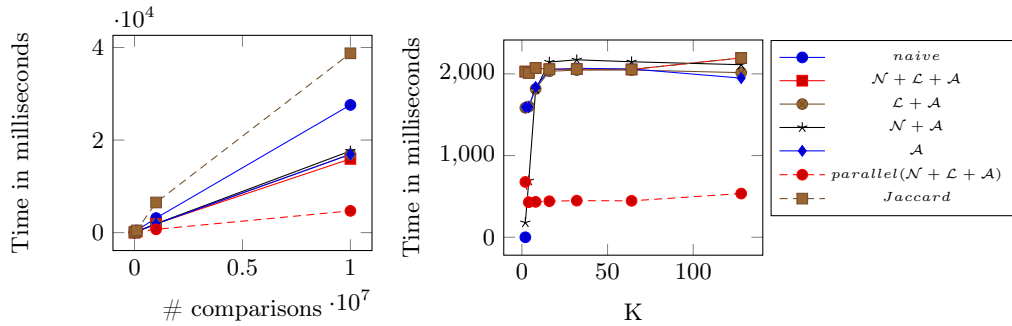 ·10^4
Time in milliseconds
4
2
0
0
0.5
1
·10^7
# comparisons
Time in milliseconds
2,000
1,000
0
0
50
100
K
naive
𝒩 + ℒ + 𝒜
ℒ + 𝒜
𝒩 + 𝒜
𝒜
parallel(𝒩 + ℒ + 𝒜)
Jaccard